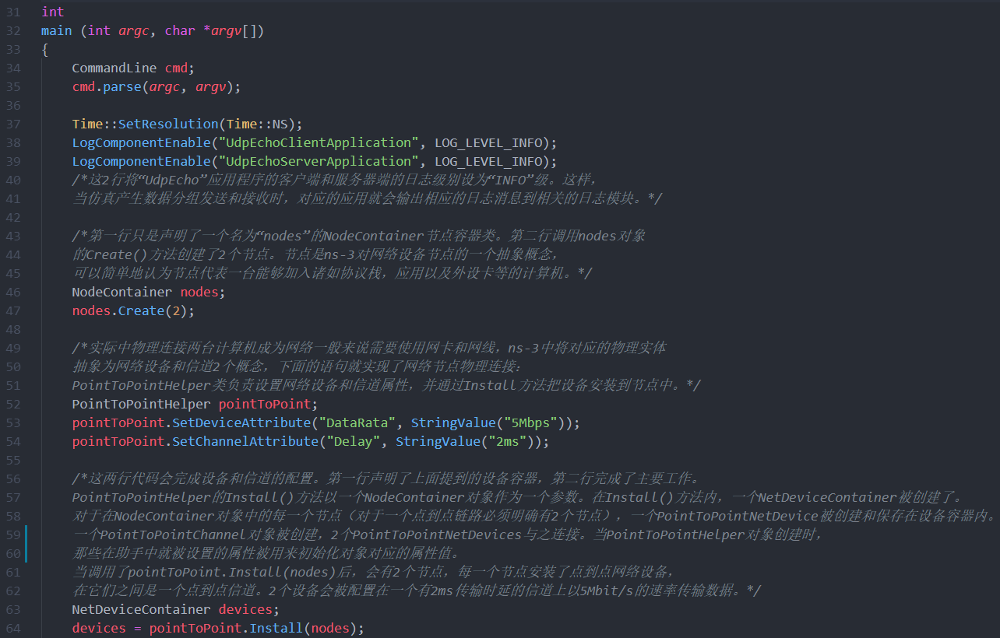 31 int
32 main (int argc, char *argv[])
33 {
34 CommandLine cmd;
35 cmd.parse(argc, argv);
36
37 Time::SetResolution(Time::NS);
38 LogComponentEnable("UdpEchoClientApplication", LOG_LEVEL_INFO);
39 LogComponentEnable("UdpEchoServerApplication", LOG_LEVEL_INFO);
40 /*这2行将“UdpEcho”应用程序的客户端和服务器端的日志级别设为“INFO”级。这样，
41 当仿真产生数据分组发送和接收时，对应的应用就会输出相应的日志消息到相关的日志模块。*/
42
43 /*第一行只是声明了一个名为“nodes”的NodeContainer节点容器类。第二行调用nodes对象
44 的Create()方法创建了2个节点。节点是ns-3对网络设备节点的一个抽象概念，
45 可以简单地认为节点代表一台能够加入诸如协议栈，应用以及外设卡等的计算机。*/
46 NodeContainer nodes;
47 nodes.Create(2);
48
49 /*实际中物理连接两台计算机成为网络一般来说需要使用网卡和网线，ns-3中将对应的物理实体
50 抽象为网络设备和信道2个概念，下面的语句就实现了网络节点物理连接：
51 PointToPointHelper类负责设置网络设备和信道属性，并通过Install方法把设备安装到节点中。*/
52 PointToPointHelper pointToPoint;
53 pointToPoint.SetDeviceAttribute("DataRata", StringValue("5Mbps"));
54 pointToPoint.SetChannelAttribute("Delay", StringValue("2ms"));
55
56 /*这两行代码会完成设备和信道的配置。第一行声明了上面提到的设备容器，第二行完成了主要工作。
57 PointToPointHelper的Install()方法以一个NodeContainer对象作为一个参数。在Install()方法内，一个NetDeviceContainer被创建了。
58 对于在NodeContainer对象中的每一个节点（对于一个点到点链路必须明确有2个节点），一个PointToPointNetDevice被创建和保存在设备容器内。
59 一个PointToPointChannel对象被创建，2个PointToPointNetDevices与之连接。当PointToPointHelper对象创建时，
60 那些在助手中就被设置的属性被用来初始化对象对应的属性值。
61 当调用了pointToPoint.Install(nodes)后，会有2个节点，每一个节点安装了点到点网络设备，
62 在它们之间是一个点到点信道。2个设备会被配置在一个有2ms传输时延的信道上以5Mbit/s的速率传输数据。*/
63 NetDeviceContainer devices;
64 devices = pointToPoint.Install(nodes);